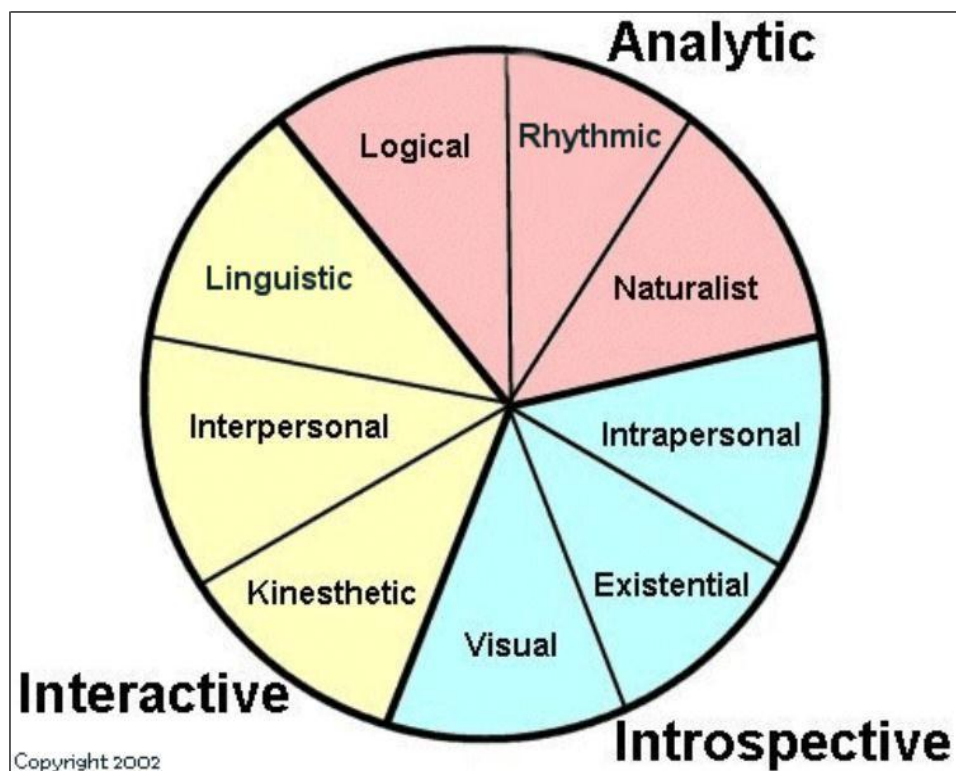 Analytic
Logical
Rhythmic
Naturalist
Linguistic
Interpersonal
Intrapersonal
Kinesthetic
Existential
Visual
Interactive
Introspective
Copyright 2002